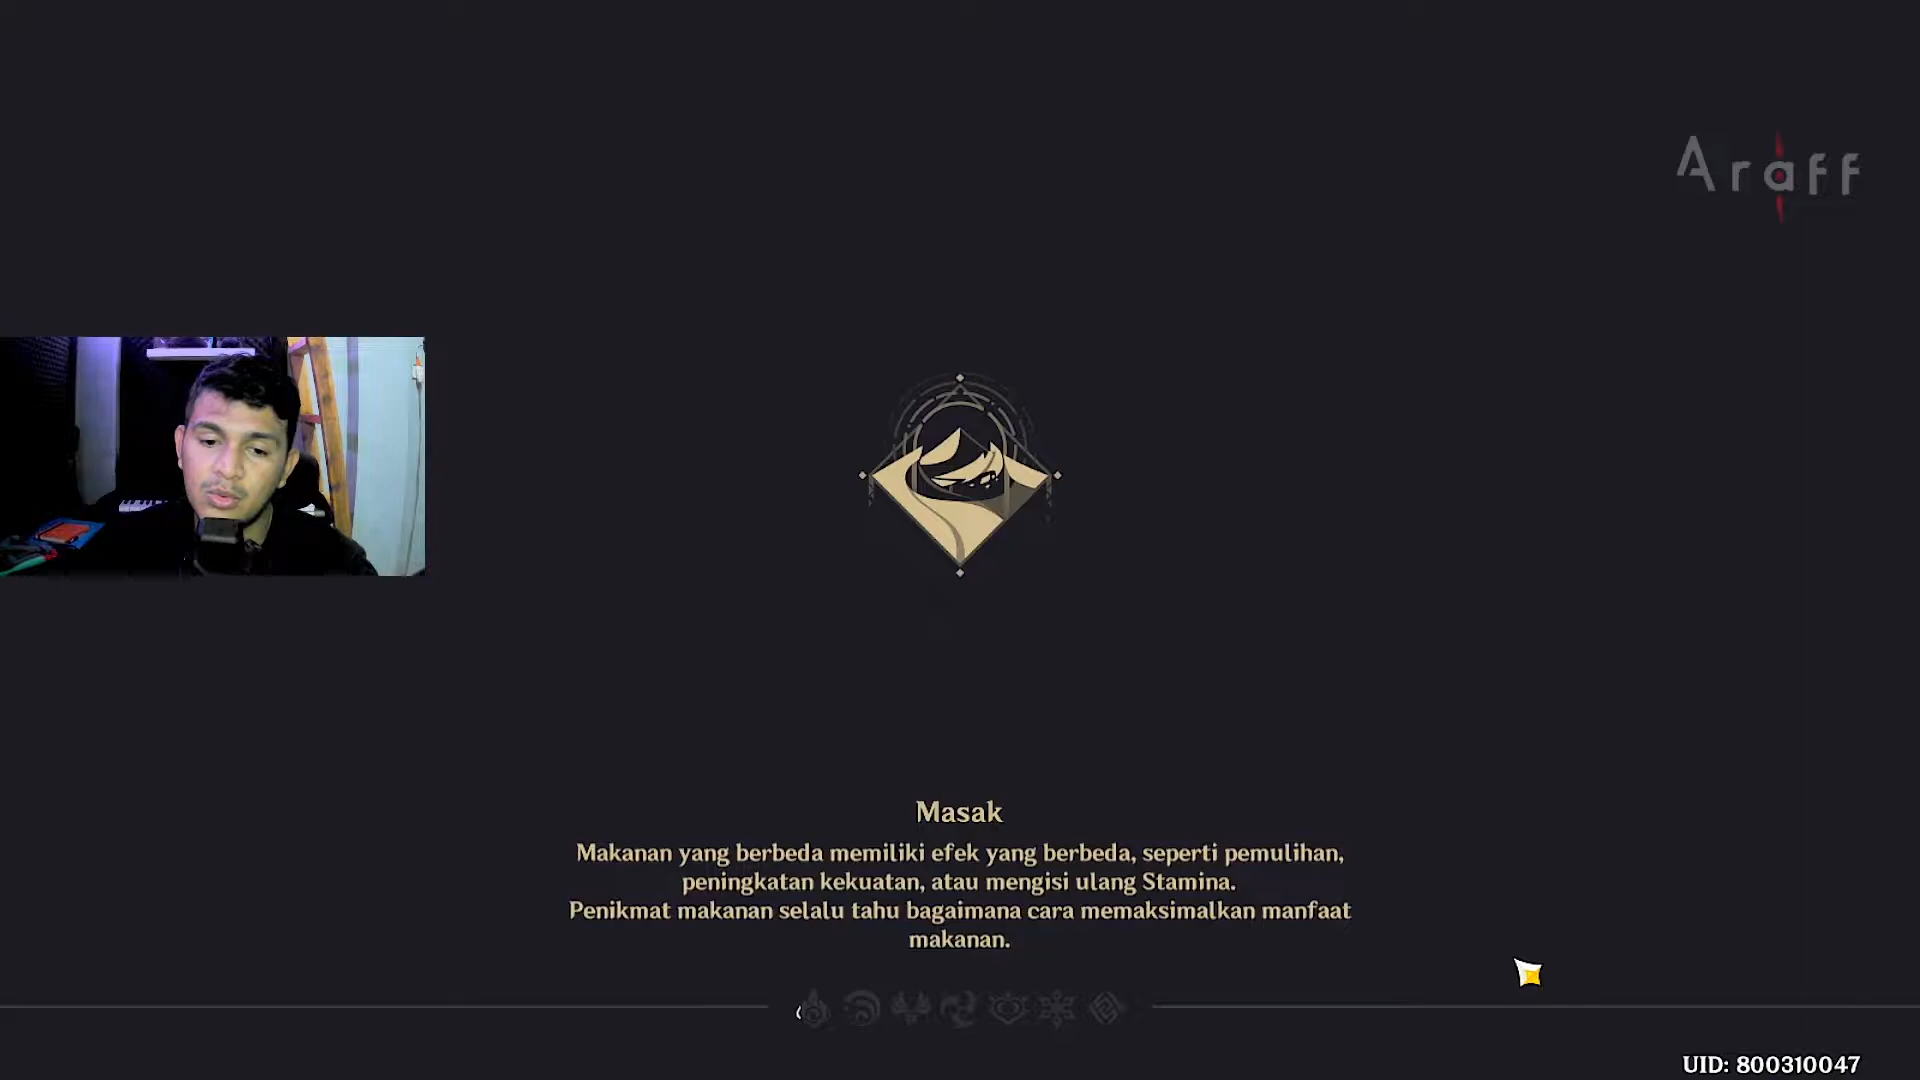 Araff
Masak
Makanan yang berbeda memiliki efek yang berbeda, seperti pemulihan,
peningkatan kekuatan, atau mengisi ulang Stamina.
Penikmat makanan selalu tahu bagaimana cara memaksimalkan manfaat
makanan.
UID: 800310047